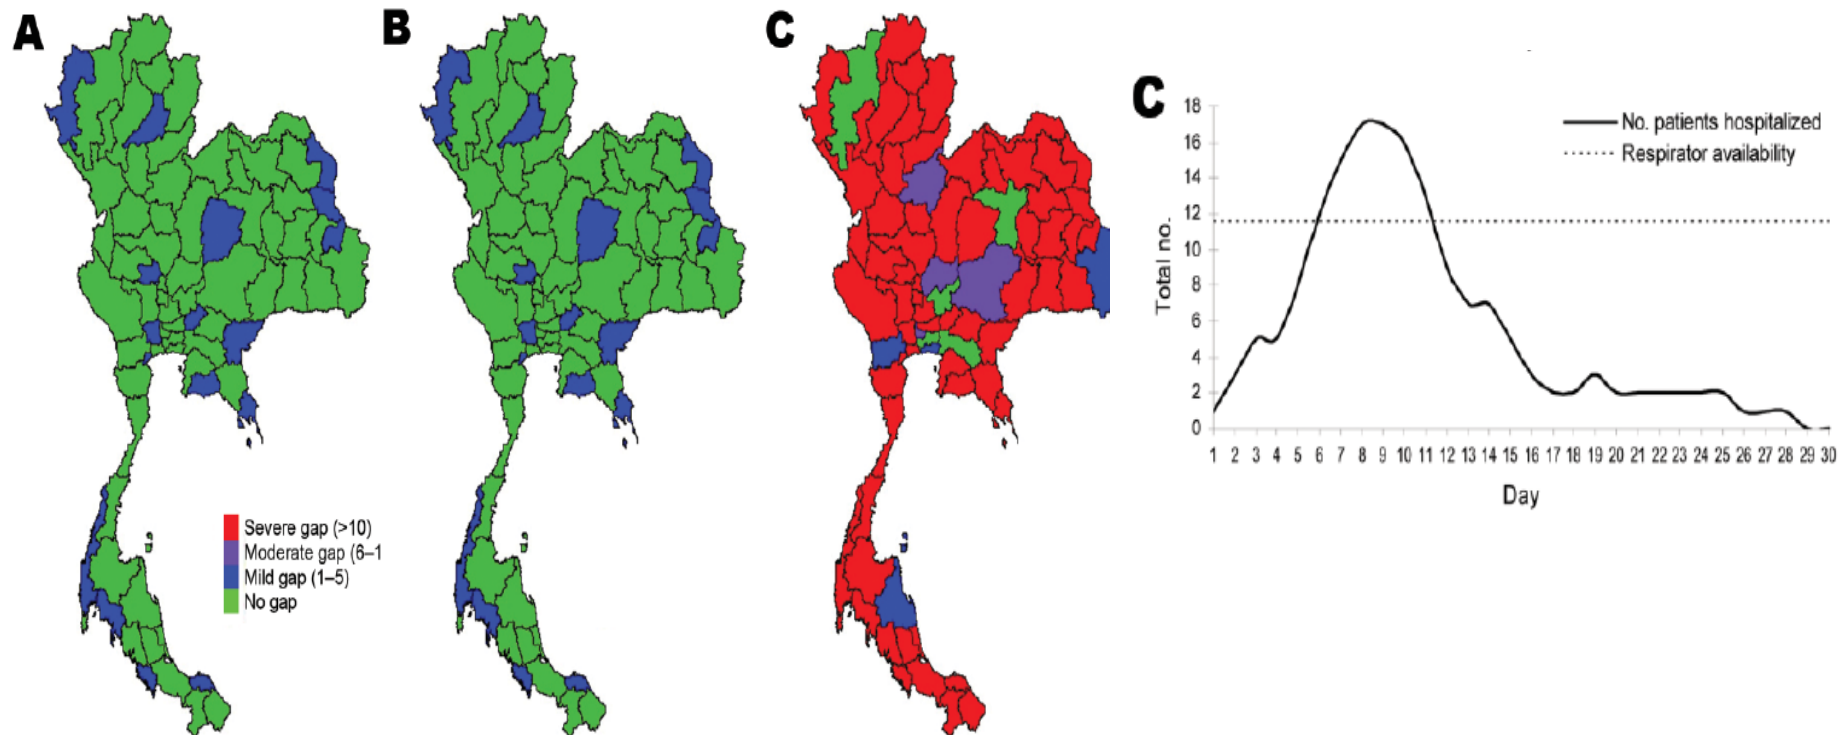 A
B
C
Severe gap (>10)
Moderate gap (6–1
Mild gap (1–5)
No gap
C
No. patients hospitalized
Respirator availability
Total no.
18
16
14
12
10
8
6
4
2
0
1 2 3 4 5 6 7 8 9 10 11 12 13 14 15 16 17 18 19 20 21 22 23 24 25 26 27 28 29 30
Day